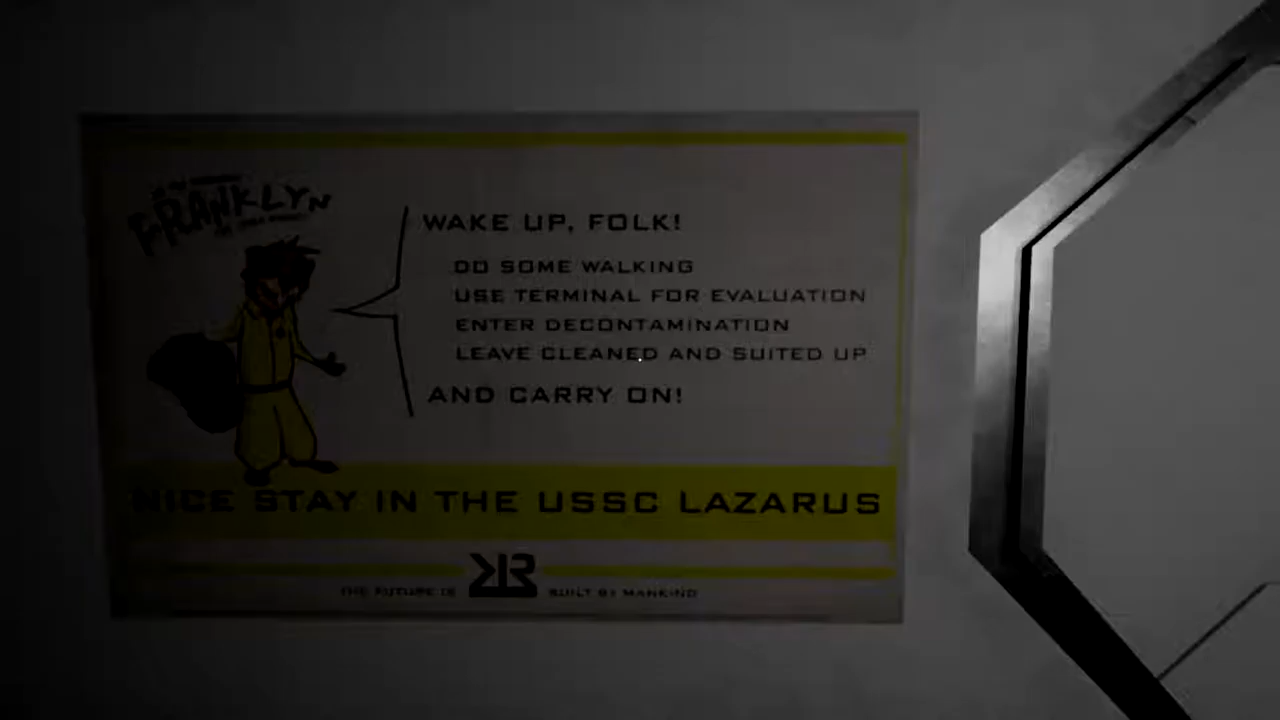 FRANKLYN
WAKE UP, FOLK!
DO SOME WALKING
USE TERMINAL FOR EVALUATION
ENTER DECONTAMINATION
LEAVE CLEANED AND SUITED UP
AND CARRY ON!
NICE STAY IN THE USSC LAZARUS
THE FUTURE IS BUILT BY MANKIND